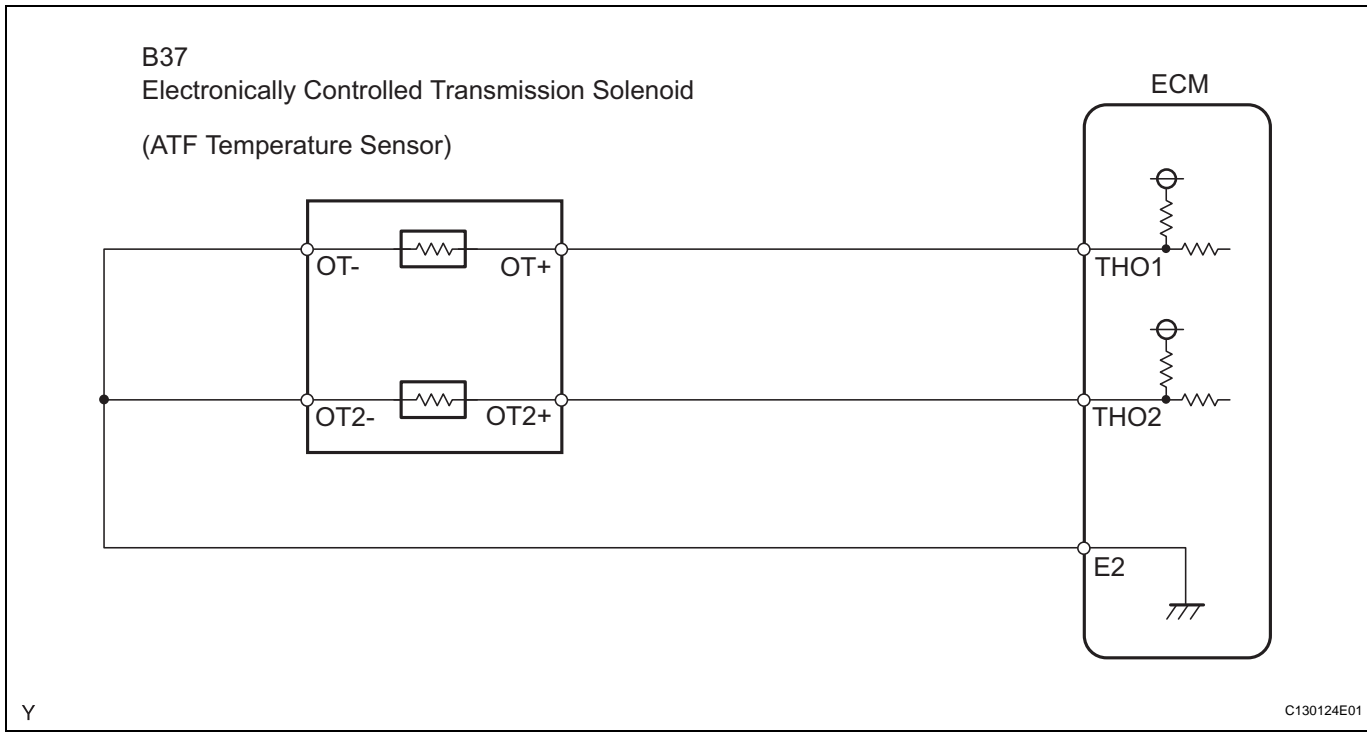 B37
Electronically Controlled Transmission Solenoid
(ATF Temperature Sensor)
ECM
OT-
OT+
THO1
OT2-
OT2+
THO2
E2
Y
C130124E01